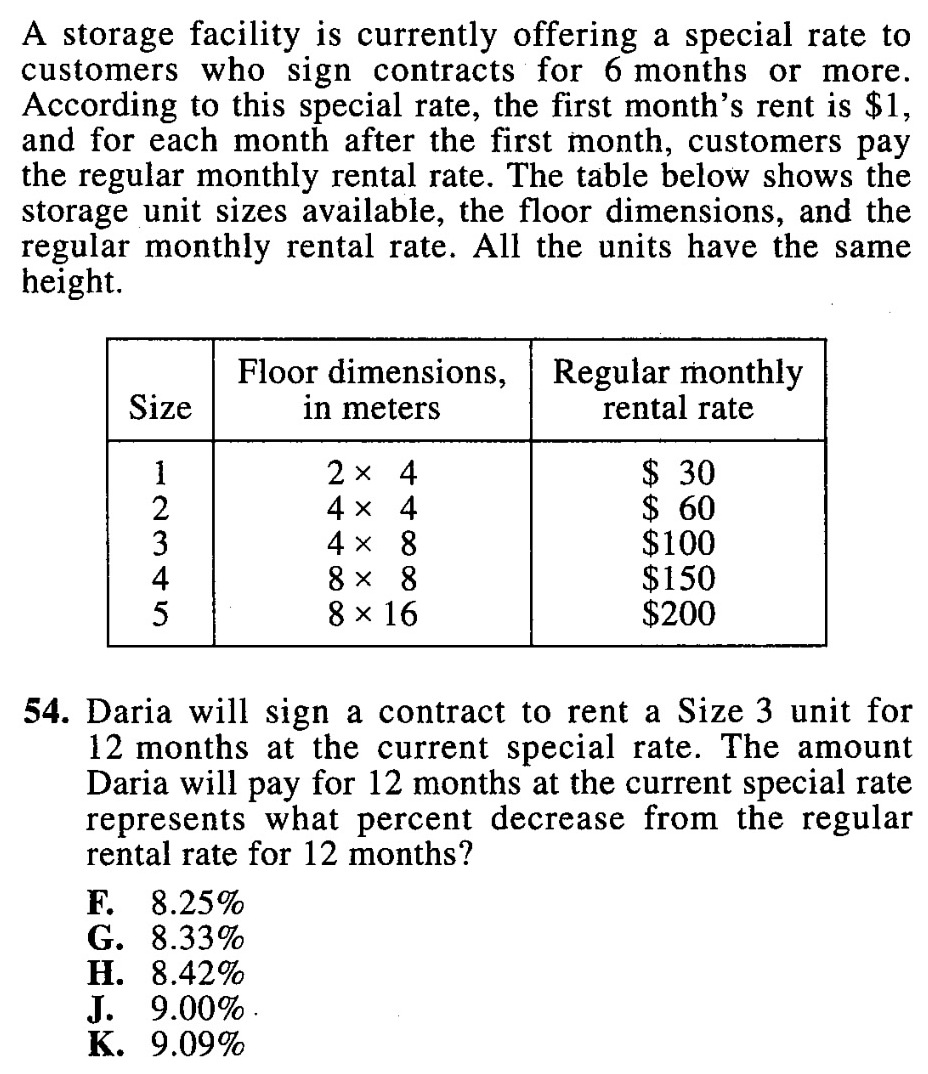 A storage facility is currently offering a special rate to
customers who sign contracts for 6 months or more.
According to this special rate, the first month's rent is $1,
and for each month after the first month, customers pay
the regular monthly rental rate. The table below shows the
storage unit sizes available, the floor dimensions, and the
regular monthly rental rate. All the units have the same
height.
Size | Floor dimensions, in meters | Regular monthly rental rate
1 2 × 4 $ 30
2 4 × 4 $ 60
3 4 × 8 $100
4 8 × 8 $150
5 8 × 16 $200
54. Daria will sign a contract to rent a Size 3 unit for
12 months at the current special rate. The amount
Daria will pay for 12 months at the current special rate
represents what percent decrease from the regular
rental rate for 12 months?
F. 8.25%
G. 8.33%
H. 8.42%
J. 9.00%
K. 9.09%